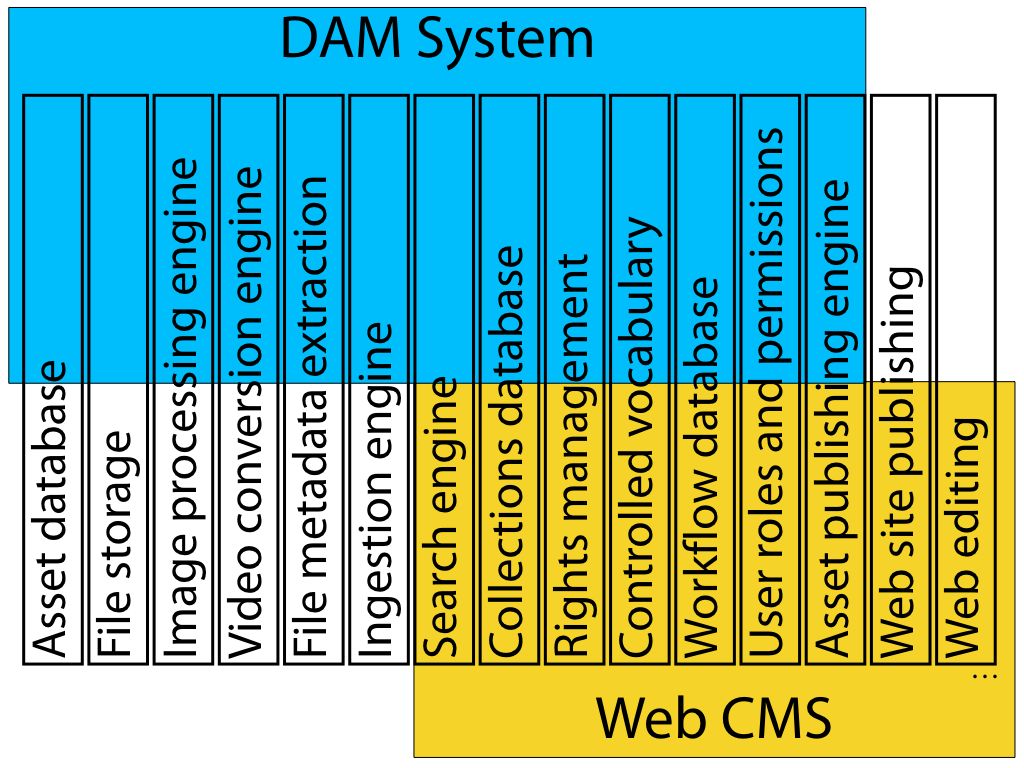 DAM System
Asset database
File storage
Image processing engine
Video conversion engine
File metadata extraction
Ingestion engine
Search engine
Collections database
Rights management
Controlled vocabulary
Workflow database
User roles and permissions
Asset publishing engine
Web site publishing
Web editing
...
Web CMS